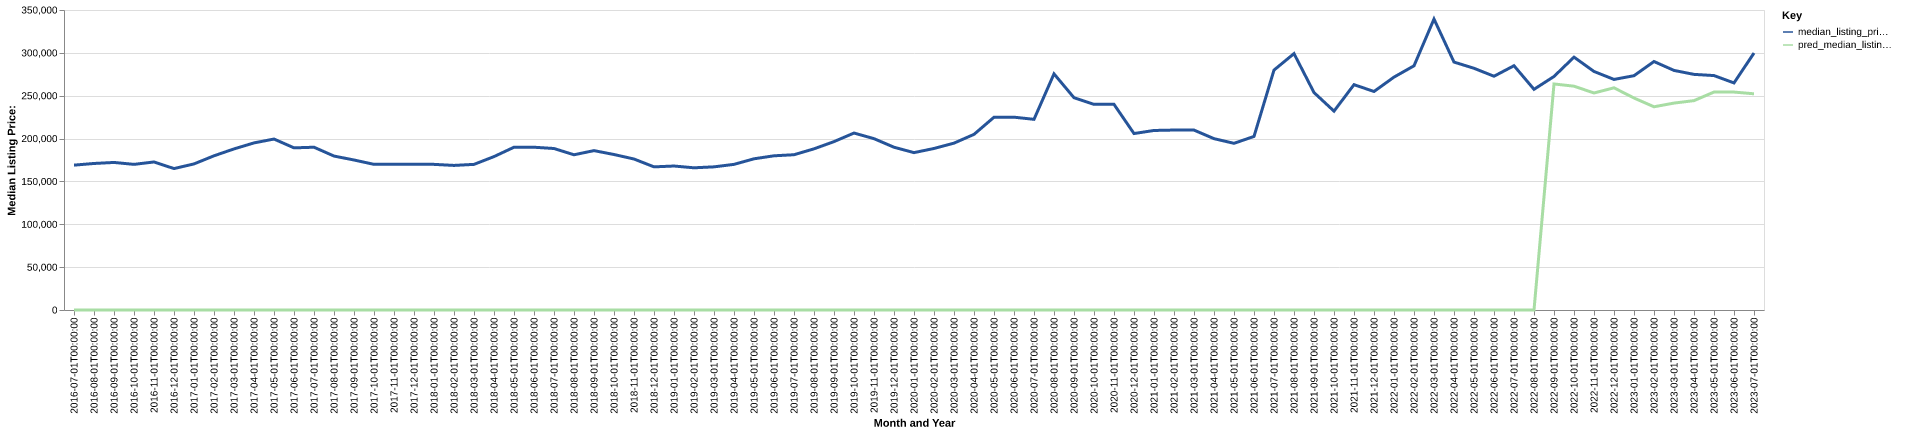 350,000
300,000
250,000
200,000
150,000
100,000
50,000
0
Median Listing Price:
2016-07-01T00:00:00
2016-08-01T00:00:00
2016-09-01T00:00:00
2016-10-01T00:00:00
2016-11-01T00:00:00
2016-12-01T00:00:00
2017-01-01T00:00:00
2017-02-01T00:00:00
2017-03-01T00:00:00
2017-04-01T00:00:00
2017-05-01T00:00:00
2017-06-01T00:00:00
2017-07-01T00:00:00
2017-08-01T00:00:00
2017-09-01T00:00:00
2017-10-01T00:00:00
2017-11-01T00:00:00
2017-12-01T00:00:00
2018-01-01T00:00:00
2018-02-01T00:00:00
2018-03-01T00:00:00
2018-04-01T00:00:00
2018-05-01T00:00:00
2018-06-01T00:00:00
2018-07-01T00:00:00
2018-08-01T00:00:00
2018-09-01T00:00:00
2018-10-01T00:00:00
2018-11-01T00:00:00
2018-12-01T00:00:00
2019-01-01T00:00:00
2019-02-01T00:00:00
2019-03-01T00:00:00
2019-04-01T00:00:00
2019-05-01T00:00:00
2019-06-01T00:00:00
2019-07-01T00:00:00
2019-08-01T00:00:00
2019-09-01T00:00:00
2019-10-01T00:00:00
2019-11-01T00:00:00
2019-12-01T00:00:00
2020-01-01T00:00:00
2020-02-01T00:00:00
2020-03-01T00:00:00
2020-04-01T00:00:00
2020-05-01T00:00:00
2020-06-01T00:00:00
2020-07-01T00:00:00
2020-08-01T00:00:00
2020-09-01T00:00:00
2020-10-01T00:00:00
2020-11-01T00:00:00
2020-12-01T00:00:00
2021-01-01T00:00:00
2021-02-01T00:00:00
2021-03-01T00:00:00
2021-04-01T00:00:00
2021-05-01T00:00:00
2021-06-01T00:00:00
2021-07-01T00:00:00
2021-08-01T00:00:00
2021-09-01T00:00:00
2021-10-01T00:00:00
2021-11-01T00:00:00
2021-12-01T00:00:00
2022-01-01T00:00:00
2022-02-01T00:00:00
2022-03-01T00:00:00
2022-04-01T00:00:00
2022-05-01T00:00:00
2022-06-01T00:00:00
2022-07-01T00:00:00
2022-08-01T00:00:00
2022-09-01T00:00:00
2022-10-01T00:00:00
2022-11-01T00:00:00
2022-12-01T00:00:00
2023-01-01T00:00:00
2023-02-01T00:00:00
2023-03-01T00:00:00
2023-04-01T00:00:00
2023-05-01T00:00:00
2023-06-01T00:00:00
2023-07-01T00:00:00
Month and Year
Key
median_listing_pri…
pred_median_listin…